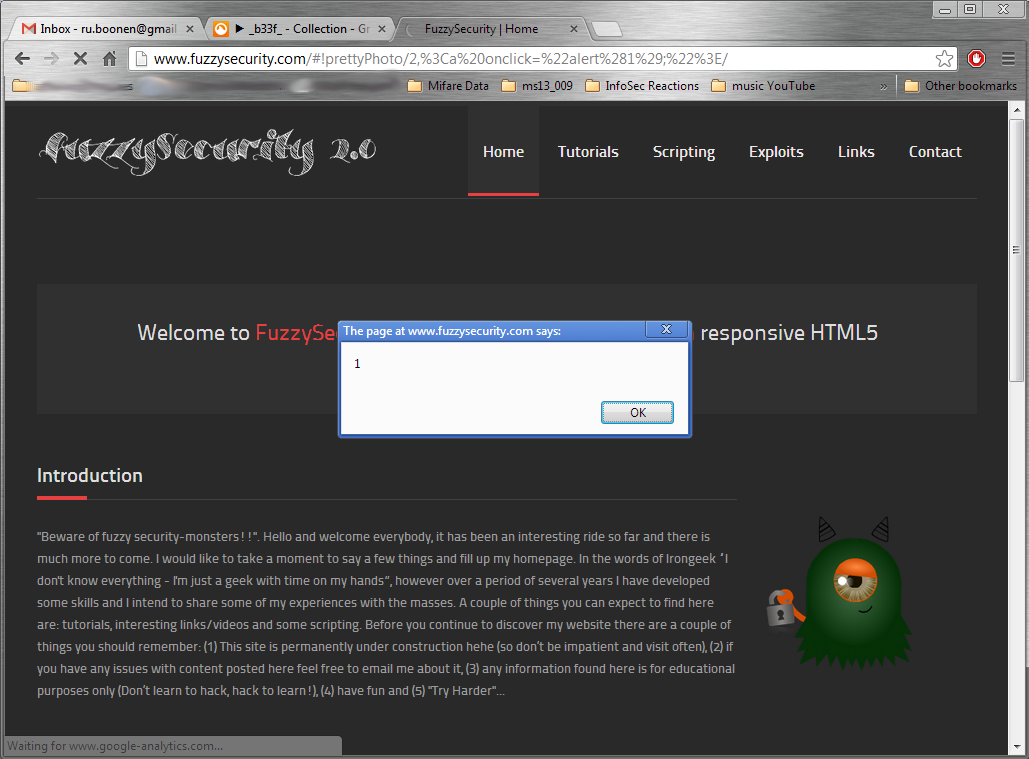 Inbox - ru.boonen@gmail
▶ _b33f_ - Collection - Gr
FuzzySecurity | Home
www.fuzzysecurity.com/#!prettyPhoto/2,%3Ca%20onclick=%22alert%281%29;%22%3E/
Mifare Data
ms13_009
InfoSec Reactions
music YouTube
»
Other bookmarks
FuzzySecurity 2.0
Home
Tutorials
Scripting
Exploits
Links
Contact
Welcome to FuzzySe
responsive HTML5
The page at www.fuzzysecurity.com says:
1
OK
Introduction
"Beware of fuzzy security-monsters!!". Hello and welcome everybody, it has been an interesting ride so far and there is
much more to come. I would like to take a moment to say a few things and fill up my homepage. In the words of Irongeek "I
don't know everything - I'm just a geek with time on my hands", however over a period of several years I have developed
some skills and I intend to share some of my experiences with the masses. A couple of things you can expect to find here
are: tutorials, interesting links/videos and some scripting. Before you continue to discover my website there are a couple of
things you should remember: (1) This site is permanently under construction hehe (so don't be impatient and visit often), (2) if
you have any issues with content posted here feel free to email me about it, (3) any information found here is for educational
purposes only (Don't learn to hack, hack to learn!), (4) have fun and (5) "Try Harder"...
Waiting for www.google-analytics.com...